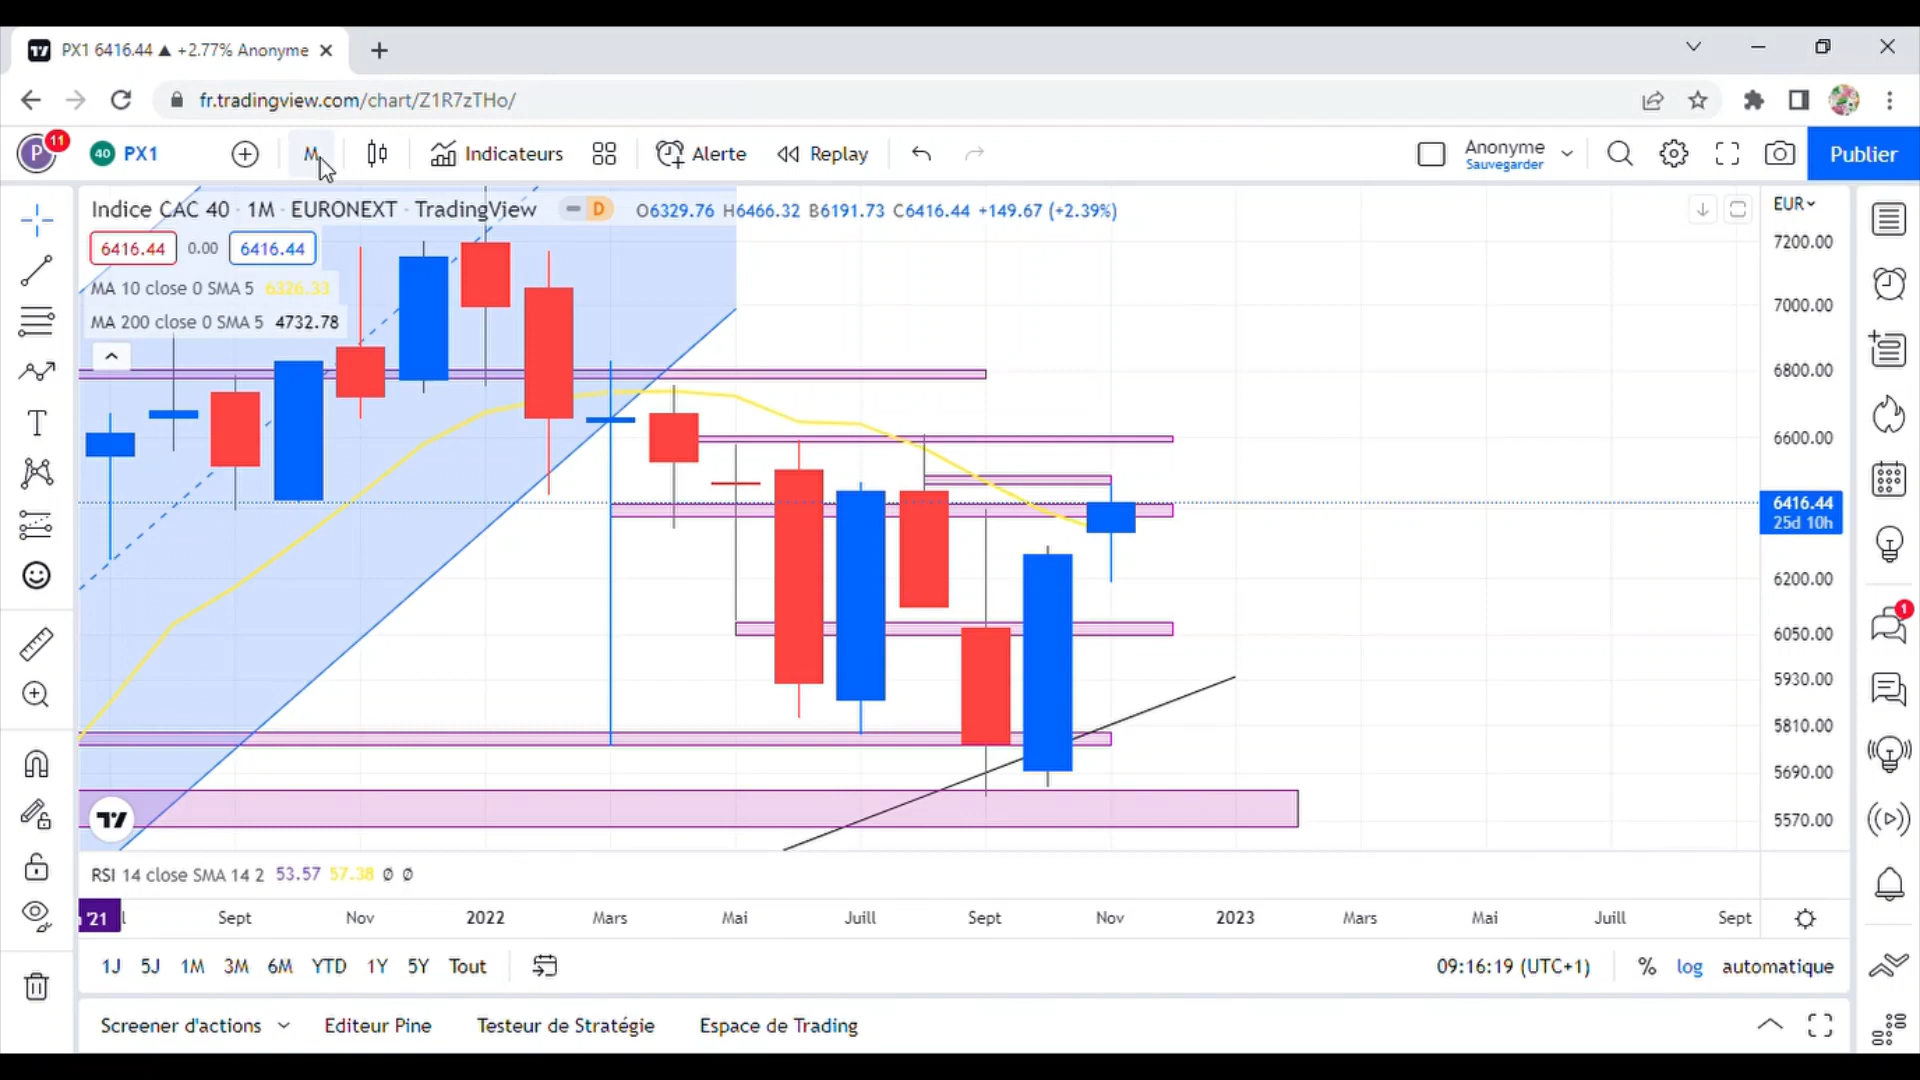 PX1 6416.44 ▲ +2.77% Anonyme
fr.tradingview.com/chart/Z1R7zTHo/
P 11
40 PX1
M
Indicateurs
Alerte
Replay
Anonyme
Sauvegarder
Publier
Indice CAC 40 · 1M · EURONEXT · TradingView
D
O6329.76 H6466.32 B6191.73 C6416.44 +149.67 (+2.39%)
EUR
6416.44 0.00 6416.44
MA 10 close 0 SMA 5 6326.33
MA 200 close 0 SMA 5 4732.78
7200.00
7000.00
6800.00
6600.00
6416.44
25d 10h
6200.00
6050.00
5930.00
5810.00
5690.00
5570.00
1
RSI 14 close SMA 14 2 53.57 57.38 Ø Ø
'21 Sept Nov 2022 Mars Mai Juill Sept Nov 2023 Mars Mai Juill Sept
1J 5J 1M 3M 6M YTD 1Y 5Y Tout
09:16:19 (UTC+1) % log automatique
Screener d'actions Editeur Pine Testeur de Stratégie Espace de Trading